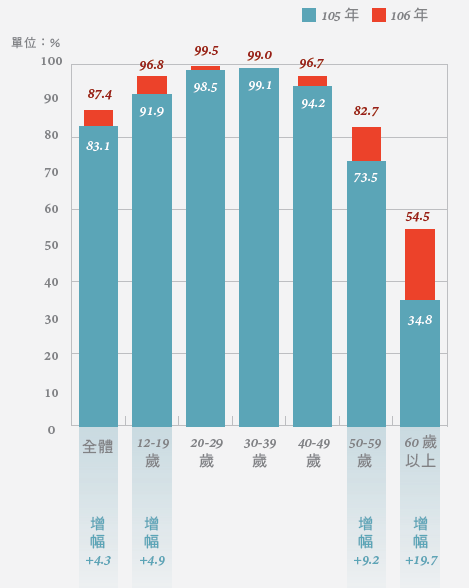 105 年 106 年
單位：%
100
90
80
70
60
50
40
30
20
10
0
87.4
96.8
99.5
99.0
96.7
82.7
54.5
83.1
91.9
98.5
99.1
94.2
73.5
34.8
全體
12-19
歲
20-29
歲
30-39
歲
40-49
歲
50-59
歲
60 歲
以上
增
幅
+4.3
增
幅
+4.9
增
幅
+9.2
增
幅
+19.7